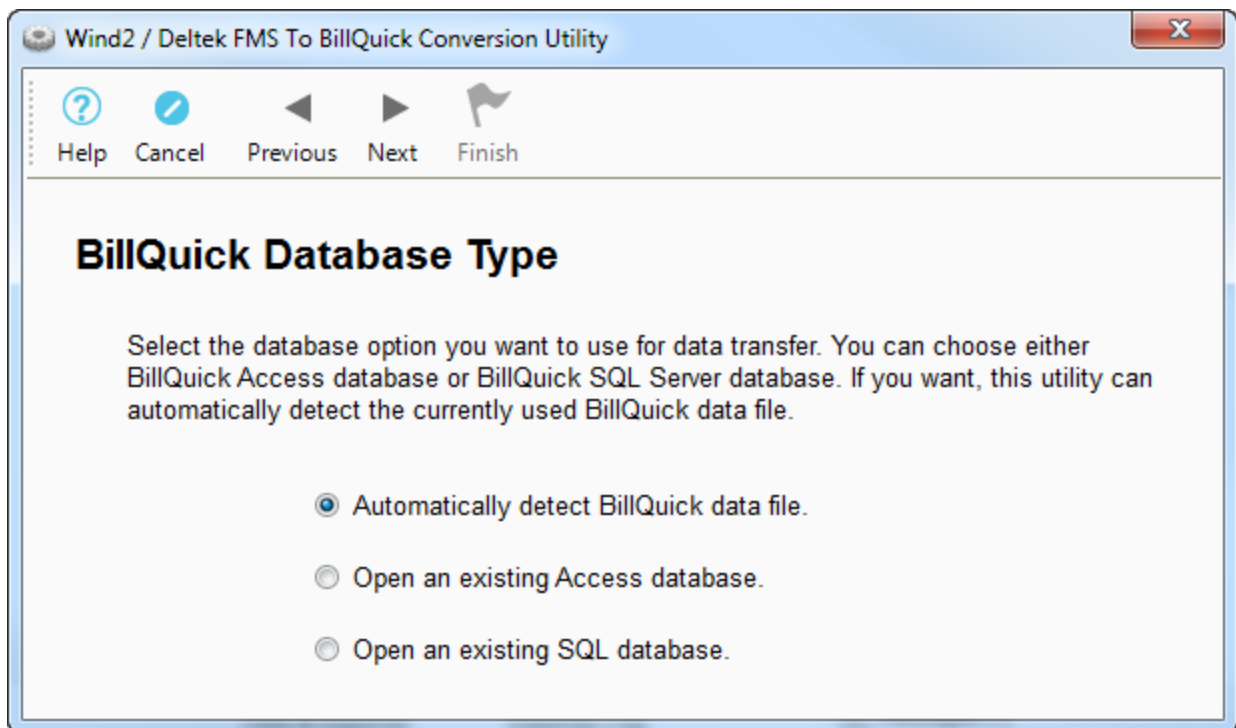 Wind2 / Deltek FMS To BillQuick Conversion Utility
Help Cancel Previous Next Finish
BillQuick Database Type
Select the database option you want to use for data transfer. You can choose either
BillQuick Access database or BillQuick SQL Server database. If you want, this utility can
automatically detect the currently used BillQuick data file.
Automatically detect BillQuick data file.
Open an existing Access database.
Open an existing SQL database.